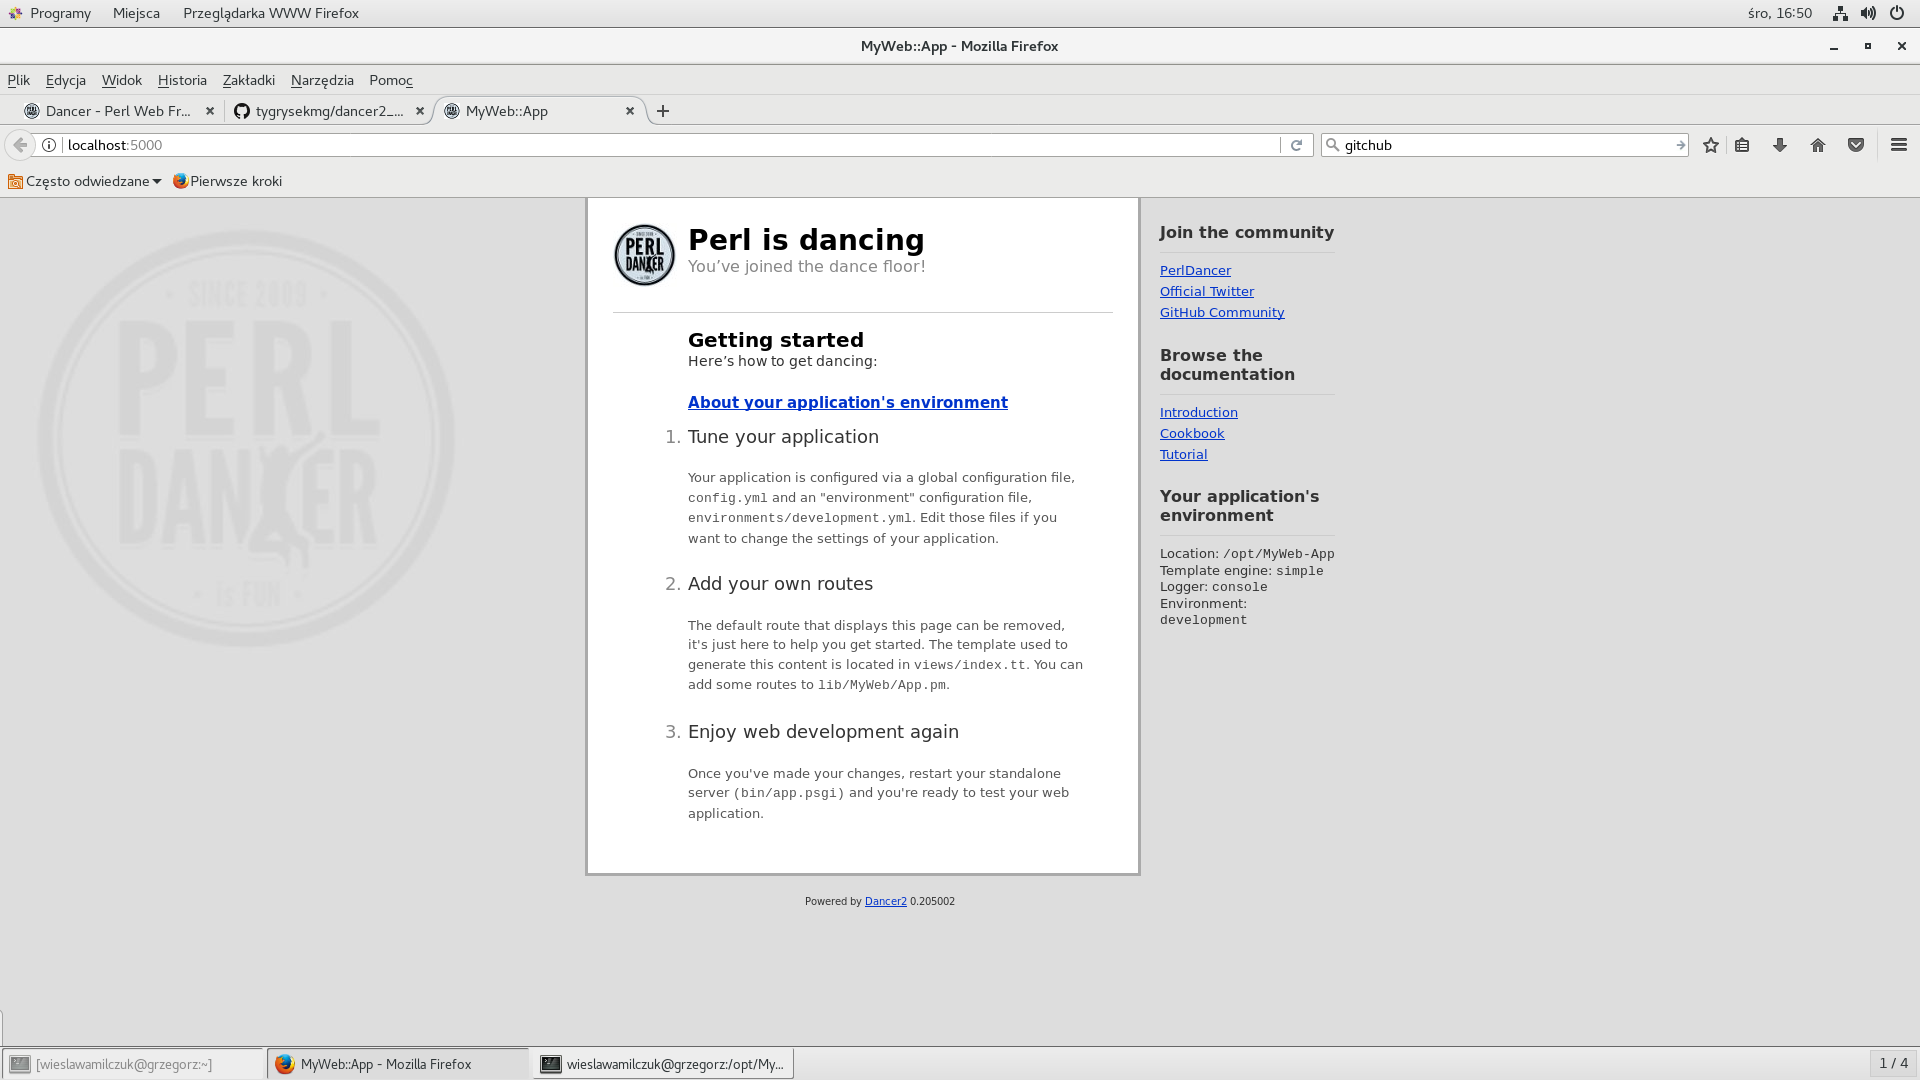 Programy Miejsca Przeglądarka WWW Firefox śro, 16:50
MyWeb::App - Mozilla Firefox
Plik Edycja Widok Historia Zakładki Narzędzia Pomoc
Dancer - Perl Web Fr... tygrysekmg/dancer2_... MyWeb::App
localhost:5000 gitchub
Często odwiedzane Pierwsze kroki
SINCE 2009
PERL
DANCER
is FUN
PERL
DANCER
Perl is dancing
You’ve joined the dance floor!
Getting started
Here’s how to get dancing:
About your application's environment
1. Tune your application
Your application is configured via a global configuration file,
config.yml and an "environment" configuration file,
environments/development.yml. Edit those files if you
want to change the settings of your application.
2. Add your own routes
The default route that displays this page can be removed,
it's just here to help you get started. The template used to
generate this content is located in views/index.tt. You can
add some routes to lib/MyWeb/App.pm.
3. Enjoy web development again
Once you've made your changes, restart your standalone
server (bin/app.psgi) and you're ready to test your web
application.
Powered by Dancer2 0.205002
Join the community
PerlDancer
Official Twitter
GitHub Community
Browse the
documentation
Introduction
Cookbook
Tutorial
Your application's
environment
Location: /opt/MyWeb-App
Template engine: simple
Logger: console
Environment:
development
[wieslawamilczuk@grzegorz:~] MyWeb::App - Mozilla Firefox wieslawamilczuk@grzegorz:/opt/My... 1 / 4